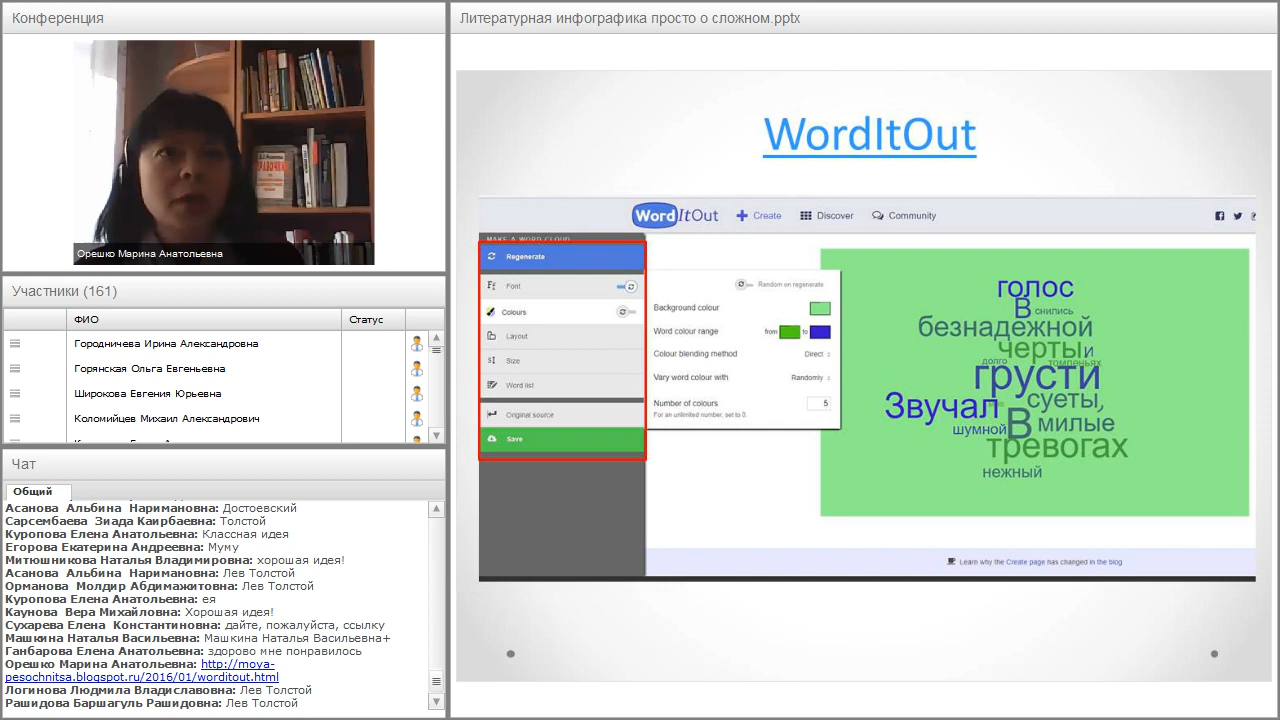 Конференция
Орешко Марина Анатольевна
Участники (161)
ФИО
Статус
Горбачинева Ирина Александровна
Горянская Ольга Евгеньевна
Широкова Евгения Юрьевна
Коломийцев Михаил Александрович
Чат
Общий
Асанова Альбина Наримановна: Достоевский
Сарсембаева Зиада Каирбаевна: Толстой
Куропова Елена Анатольевна: Классная идея
Егорова Екатерина Андреевна: Муму
Митюшникова Наталья Владимировна: хорошая идея!
Асанова Альбина Наримановна: Лев Толстой
Орманова Молдир Абдимажитовна: Лев Толстой
Куропова Елена Анатольевна: ея
Каунова Вера Михайловна: Хорошая идея!
Сухарева Елена Константиновна: дайте, пожалуйста, ссылку
Машкина Наталья Васильевна: Машкина Наталья Васильевна+
Ганбарова Елена Анатольевна: здорово мне понравилось
Орешко Марина Анатольевна: http://moya-
pesochnitsa.blogspot.ru/2016/01/worditout.html
Логинова Людмила Владиславовна: Лев Толстой
Рашидова Баршагуль Рашидовна: Лев Толстой
Литературная инфографика просто о сложном.pptx
WordItOut
WordItOut
Create
Discover
Community
MAKE A WORD CLOUD
Regenerate
Font
Colours
Layout
Size
Word list
Original source
Save
Random on regenerate
Background colour
Word colour range
from
to
Colour blending method
Direct
Vary word colour with
Randomly
Number of colours
5
For an unlimited number, set to 0.
голос
В
снились
безнадежной
черты
и
долго
томленьях
грусти
Звучал
суеты,
шумной
В
милые
тревогах
нежный
Learn why the Create page has changed in the blog